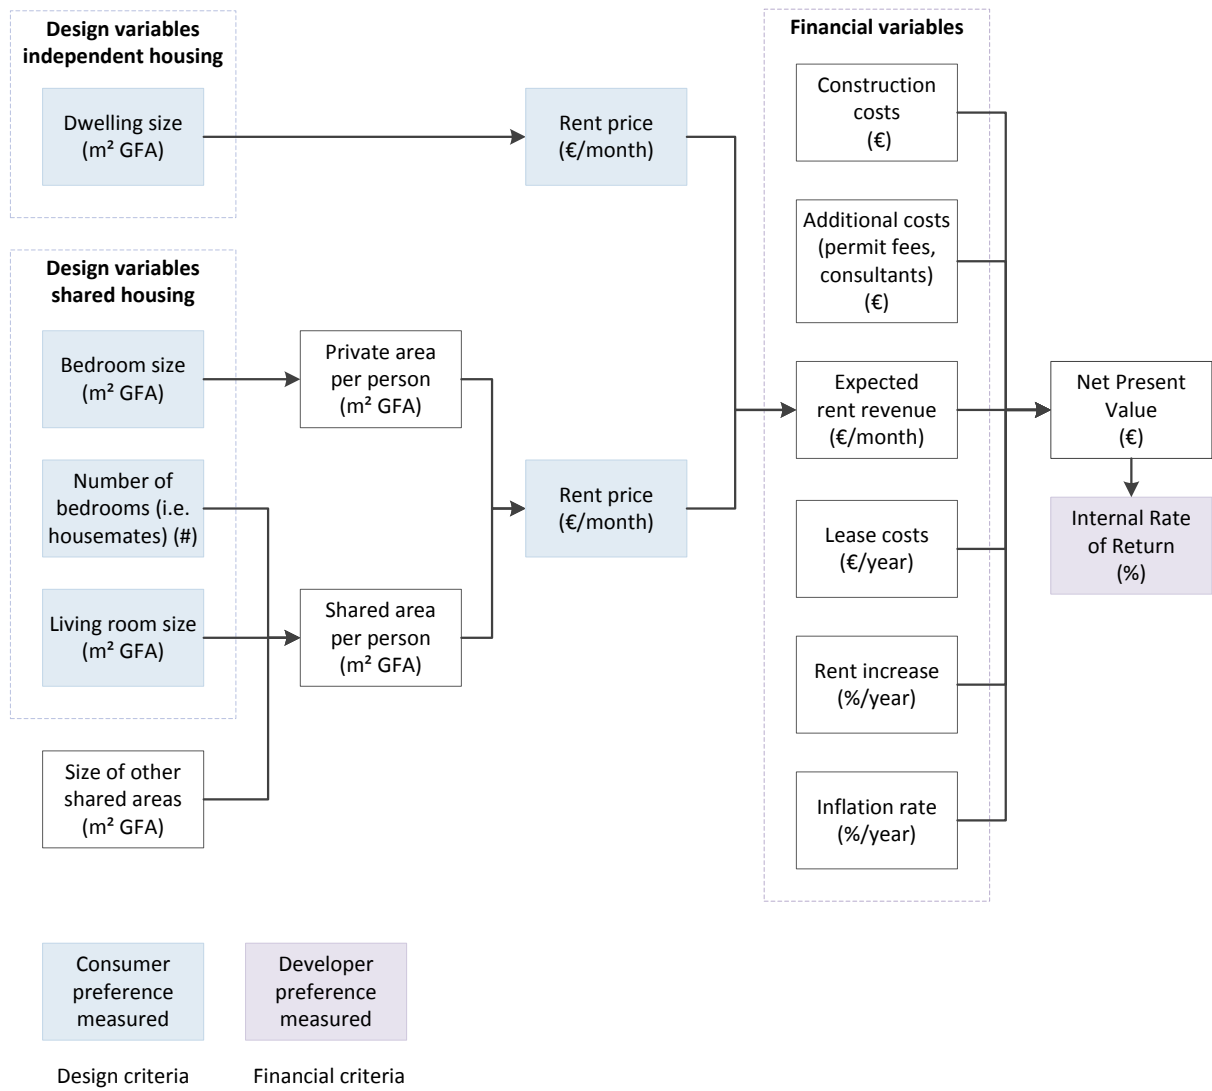 Design variables
independent housing
Dwelling size
(m² GFA)
Rent price
(€/month)
Design variables
shared housing
Bedroom size
(m² GFA)
Private area
per person
(m² GFA)
Number of
bedrooms (i.e.
housemates) (#)
Rent price
(€/month)
Living room size
(m² GFA)
Shared area
per person
(m² GFA)
Size of other
shared areas
(m² GFA)
Financial variables
Construction
costs
(€)
Additional costs
(permit fees,
consultants)
(€)
Expected
rent revenue
(€/month)
Lease costs
(€/year)
Rent increase
(%/year)
Inflation rate
(%/year)
Net Present
Value
(€)
Internal Rate
of Return
(%)
Consumer
preference
measured
Developer
preference
measured
Design criteria
Financial criteria